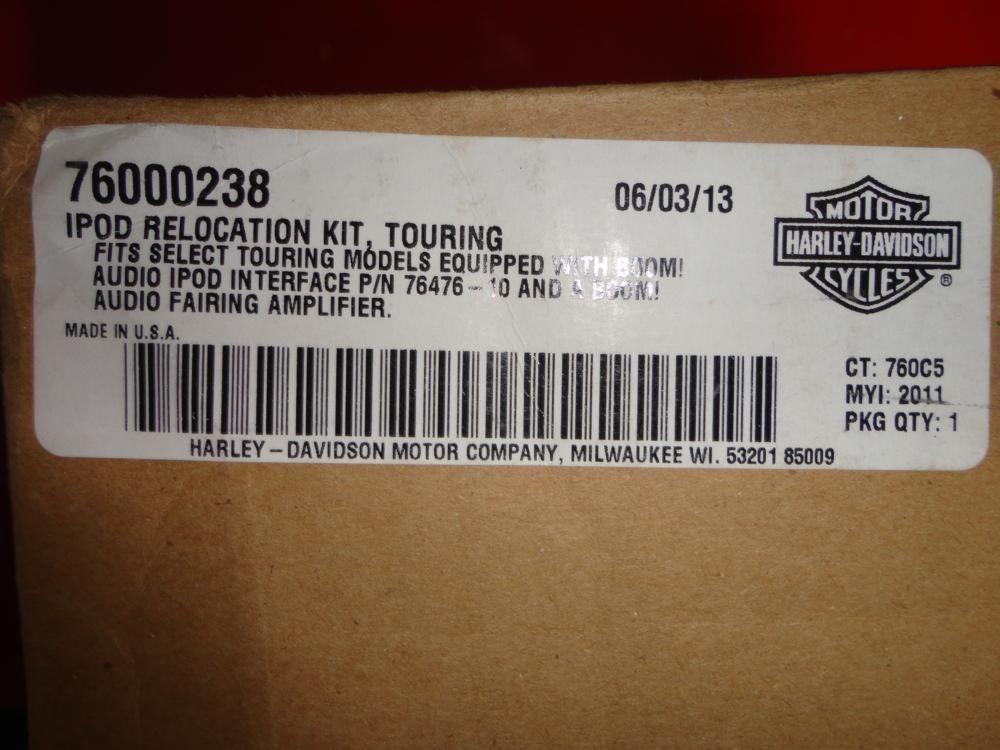 76000238
06/03/13
IPOD RELOCATION KIT, TOURING
FITS SELECT TOURING MODELS EQUIPPED WITH BOOM!
AUDIO IPOD INTERFACE P/N 76476-10 AND A BOOM!
AUDIO FAIRING AMPLIFIER.
MADE IN U.S.A.
MOTOR
HARLEY-DAVIDSON
CYCLES
®
CT: 760C5
MYI: 2011
PKG QTY: 1
HARLEY-DAVIDSON MOTOR COMPANY, MILWAUKEE WI. 53201 85009